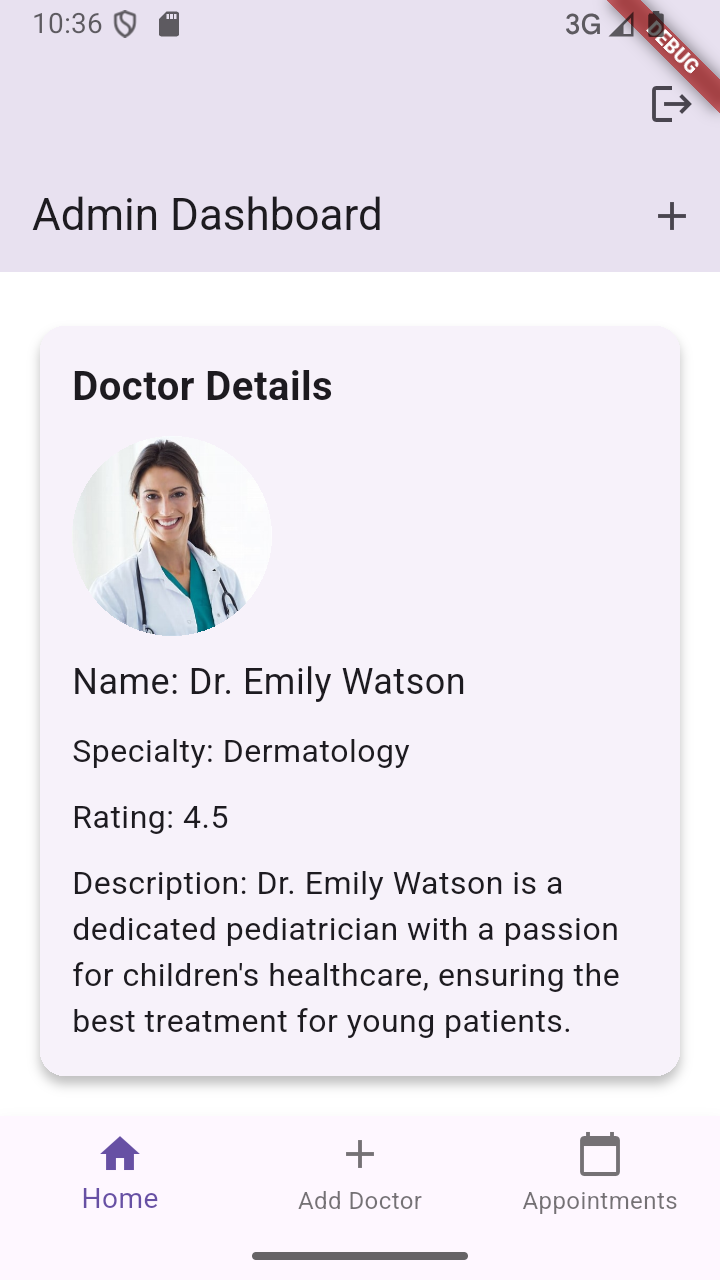 10:36
3G
DEBUG
Admin Dashboard
Doctor Details
Name: Dr. Emily Watson
Specialty: Dermatology
Rating: 4.5
Description: Dr. Emily Watson is a
dedicated pediatrician with a passion
for children's healthcare, ensuring the
best treatment for young patients.
Home
Add Doctor
Appointments